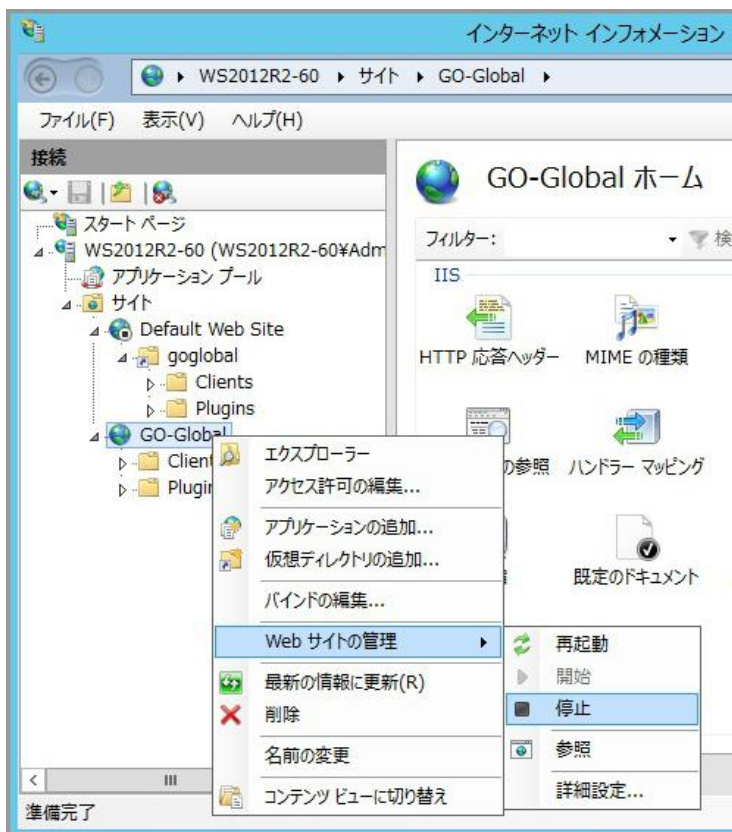 インターネット インフォメーション
WS2012R2-60 サイト GO-Global
ファイル(F) 表示(V) ヘルプ(H)
接続
スタート ページ
WS2012R2-60 (WS2012R2-60¥Adm
アプリケーション プール
サイト
Default Web Site
goglobal
Clients
Plugins
GO-Global
Client
Plugin
GO-Global ホーム
フィルター: 検
IIS
HTTP 応答ヘッダー MIME の種類
の参照 ハンドラー マッピング
既定のドキュメント
エクスプローラー
アクセス許可の編集...
アプリケーションの追加...
仮想ディレクトリの追加...
バインドの編集...
Web サイトの管理
最新の情報に更新(R)
削除
名前の変更
コンテンツ ビューに切り替え
再起動
開始
停止
参照
詳細設定...
準備完了